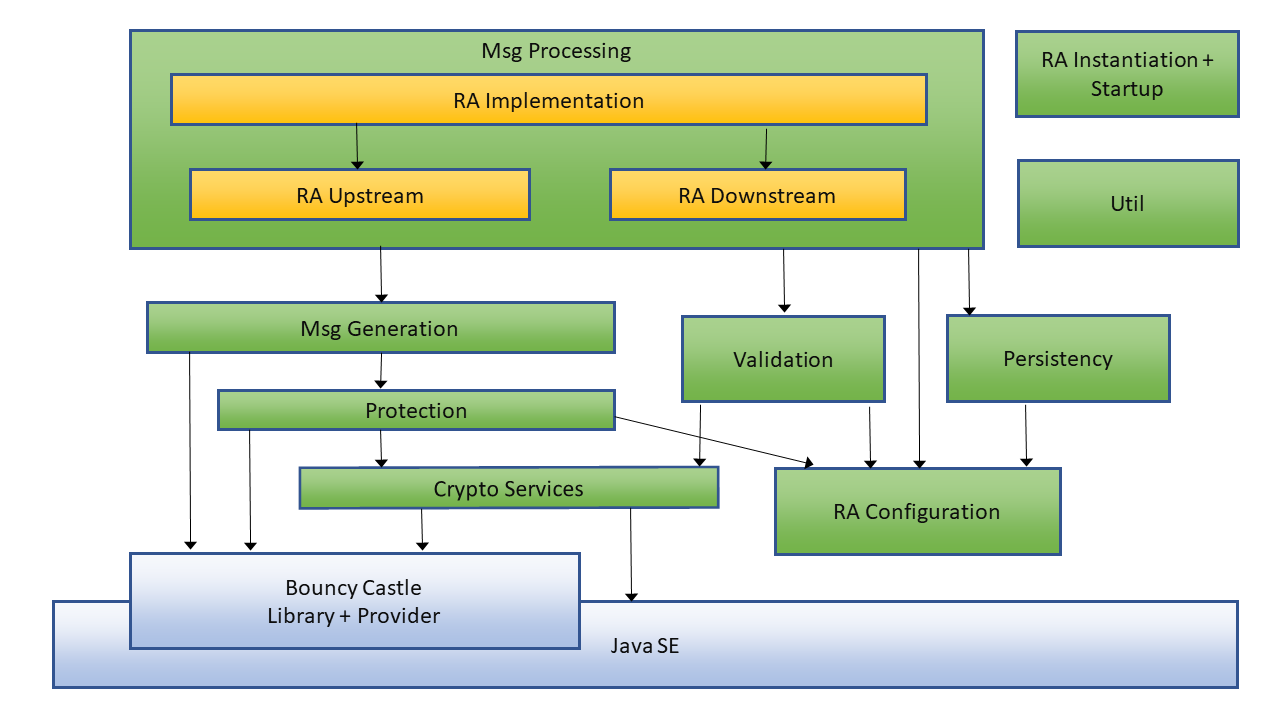 Msg Processing
RA Implementation
RA Upstream
RA Downstream
RA Instantiation +
Startup
Util
Msg Generation
Validation
Persistency
Protection
Crypto Services
RA Configuration
Bouncy Castle
Library + Provider
Java SE